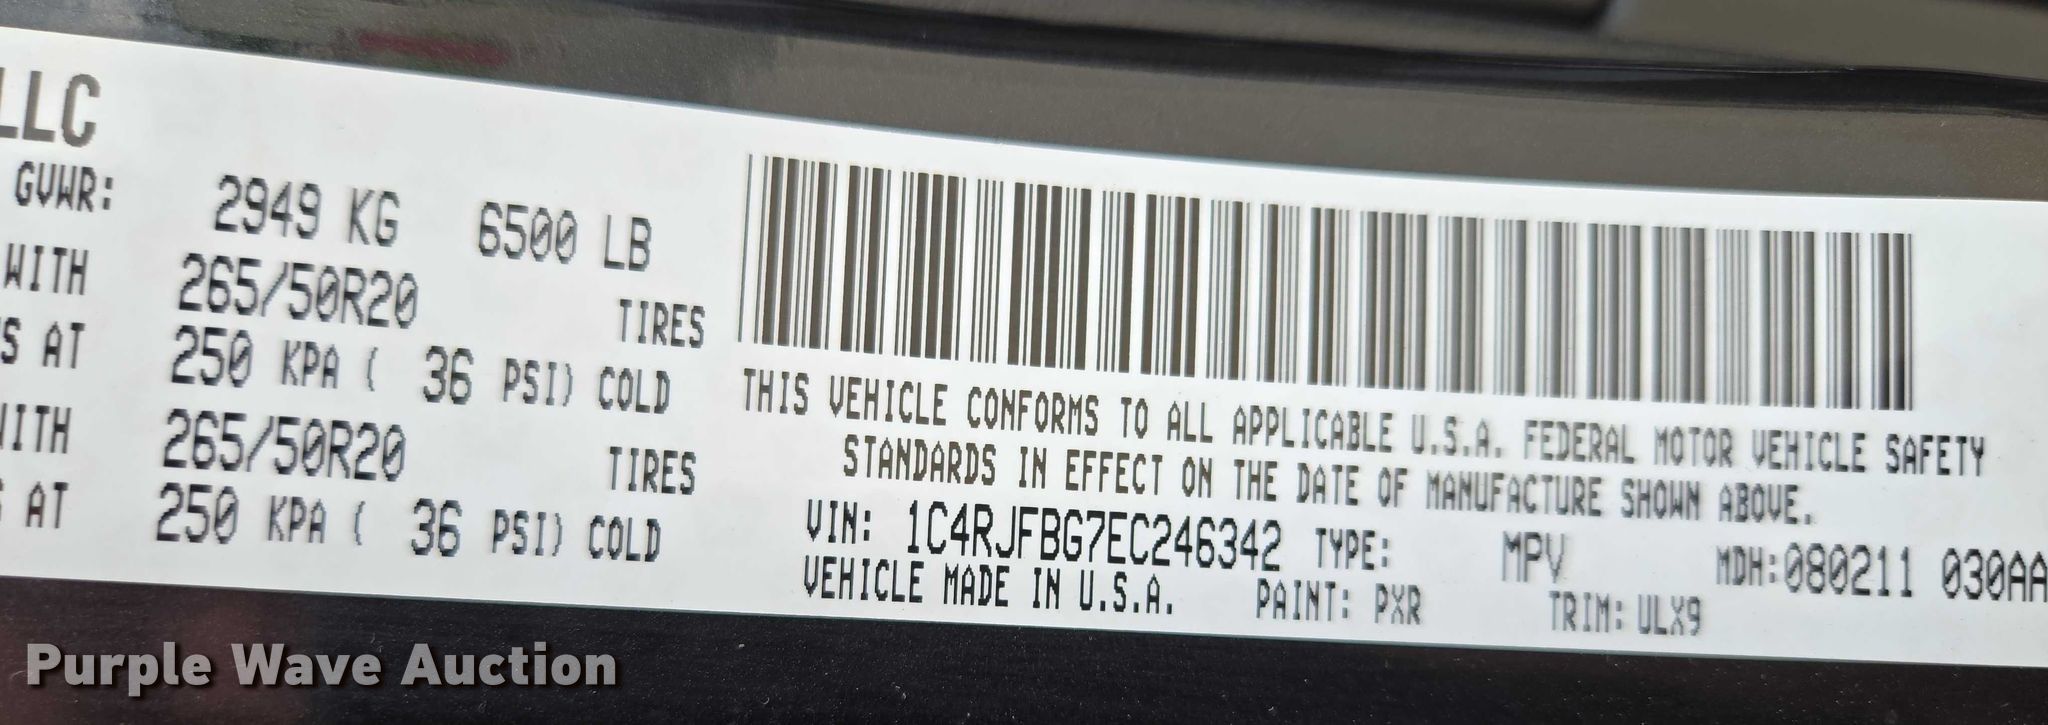 LLC
GVWR: 2949 KG 6500 LB
WITH 265/50R20 TIRES
S AT 250 KPA ( 36 PSI) COLD
WITH 265/50R20 TIRES
S AT 250 KPA ( 36 PSI) COLD
THIS VEHICLE CONFORMS TO ALL APPLICABLE U.S.A. FEDERAL MOTOR VEHICLE SAFETY
STANDARDS IN EFFECT ON THE DATE OF MANUFACTURE SHOWN ABOVE.
VIN: 1C4RJFBG7EC246342 TYPE: MPV MDH:080211 030AA
VEHICLE MADE IN U.S.A. PAINT: PXR TRIM: ULX9
Purple Wave Auction